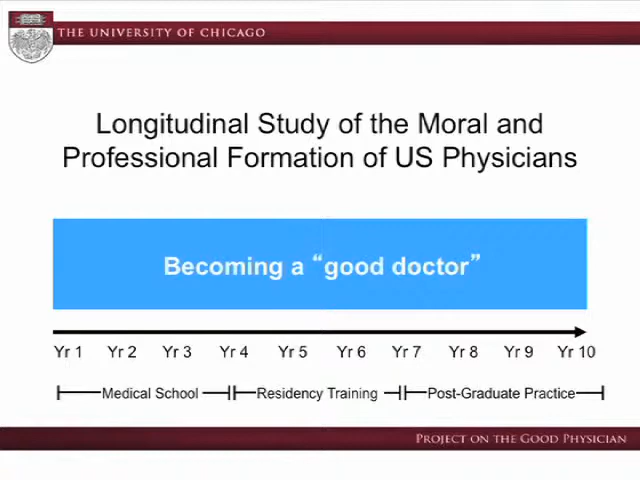 THE UNIVERSITY OF CHICAGO
Longitudinal Study of the Moral and
Professional Formation of US Physicians
Becoming a “good doctor”
Yr 1 Yr 2 Yr 3 Yr 4 Yr 5 Yr 6 Yr 7 Yr 8 Yr 9 Yr 10
Medical School Residency Training Post-Graduate Practice
PROJECT ON THE GOOD PHYSICIAN